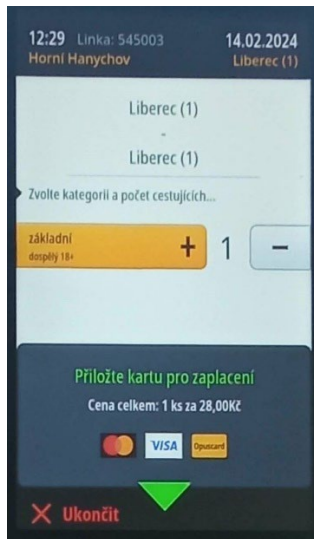 12:29 Linka: 545003 14.02.2024
Horní Hanychov Liberec (1)
Liberec (1)
-
Liberec (1)
Zvolte kategorii a počet cestujících...
základní
dospělý 18+
+ 1 −
Přiložte kartu pro zaplacení
Cena celkem: 1 ks za 28,00Kč
VISA Opuscard
Ukončit